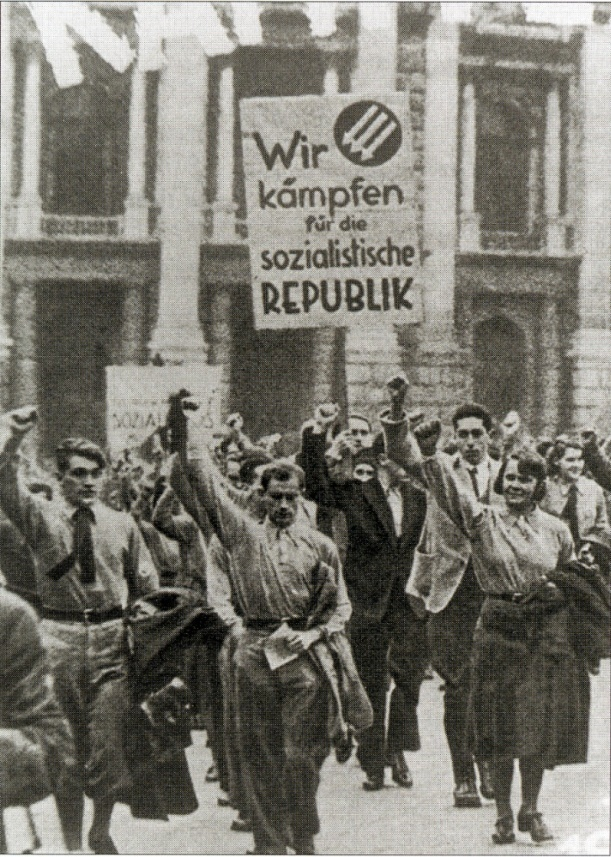 Wir
kämpfen
für die
sozialistische
REPUBLIK